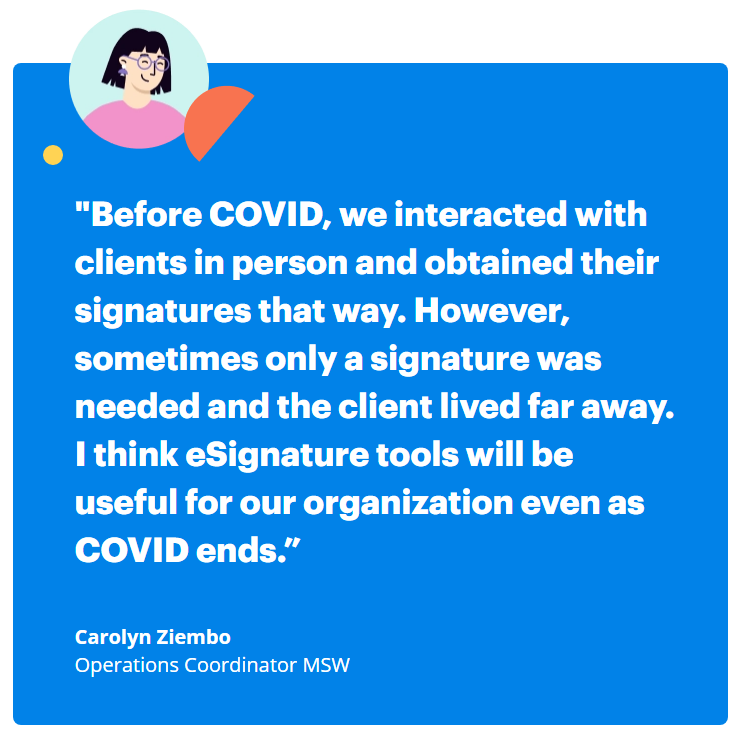 "Before COVID, we interacted with
clients in person and obtained their
signatures that way. However,
sometimes only a signature was
needed and the client lived far away.
I think eSignature tools will be
useful for our organization even as
COVID ends.”
Carolyn Ziembo
Operations Coordinator MSW